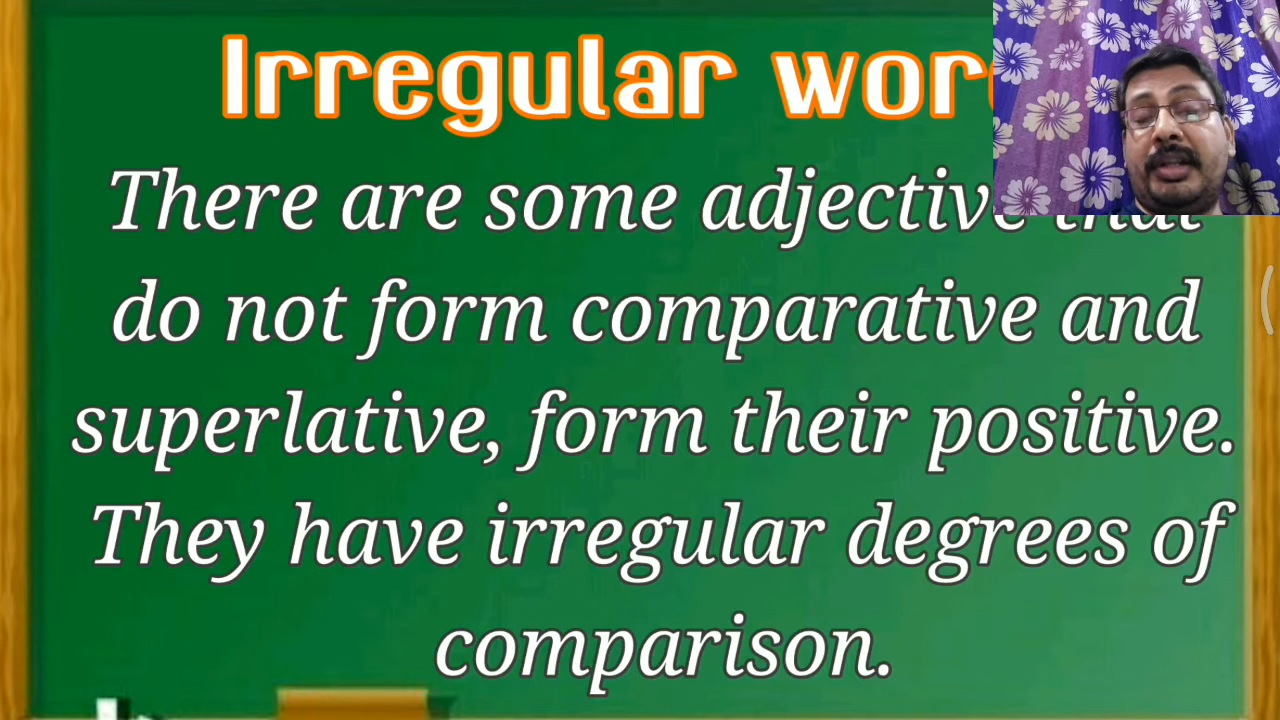 Irregular wor
There are some adjective that
do not form comparative and
superlative, form their positive.
They have irregular degrees of
comparison.